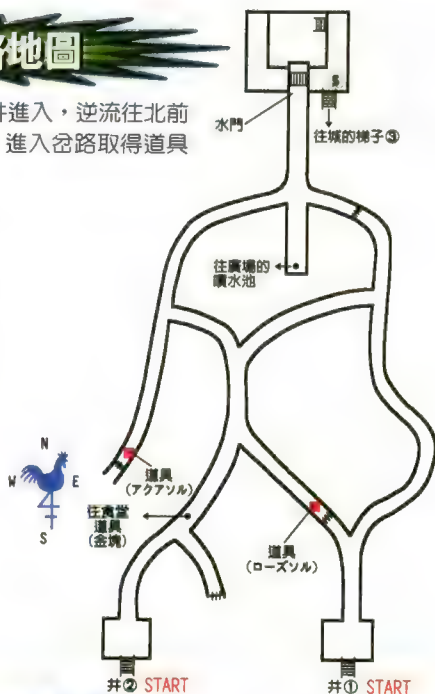 地圖
進入，逆流往北前
進入岔路取得道具
水門
S
往城的梯子③
往廣場的
噴水池
N
W E
S
道具
(アクアソル)
往食堂
道具
(金塊)
道具
(ローズソル)
井② START
井① START